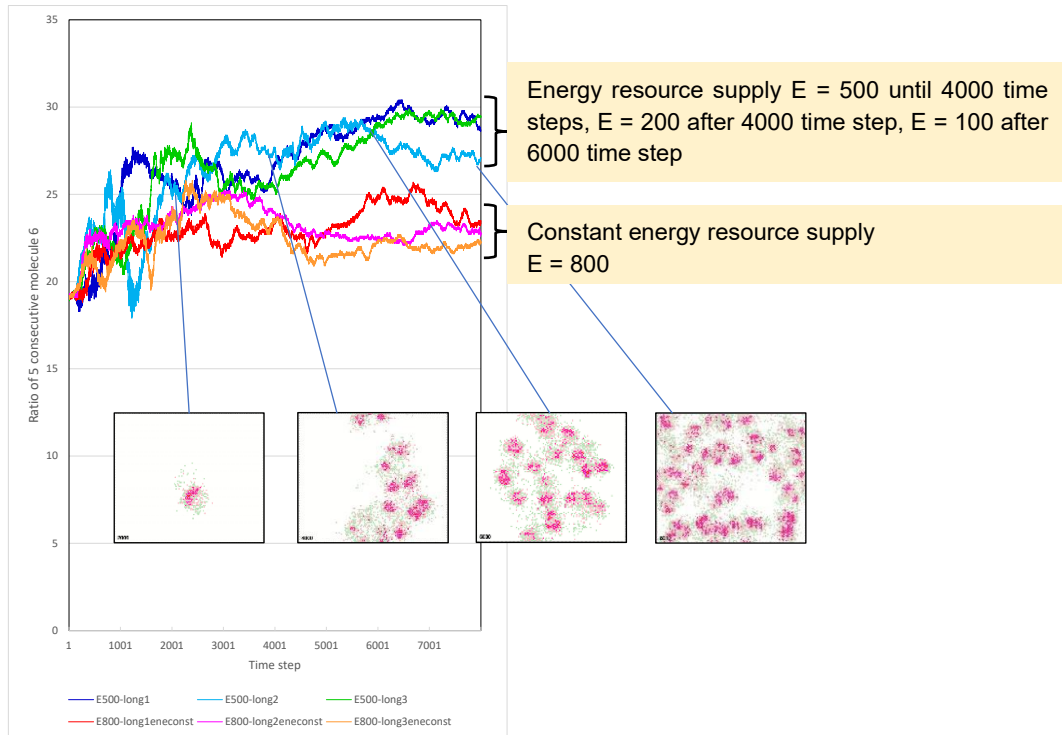 35
30
25
20
15
10
5
0
Ratio of 5 consecutive molecule 6
1 1001 2001 3001 4001 5001 6001 7001
Time step
E500-long1 E500-long2 E500-long3
E800-long1eneconst E800-long2eneconst E800-long3eneconst
Energy resource supply E = 500 until 4000 time
steps, E = 200 after 4000 time step, E = 100 after
6000 time step
Constant energy resource supply
E = 800
4000